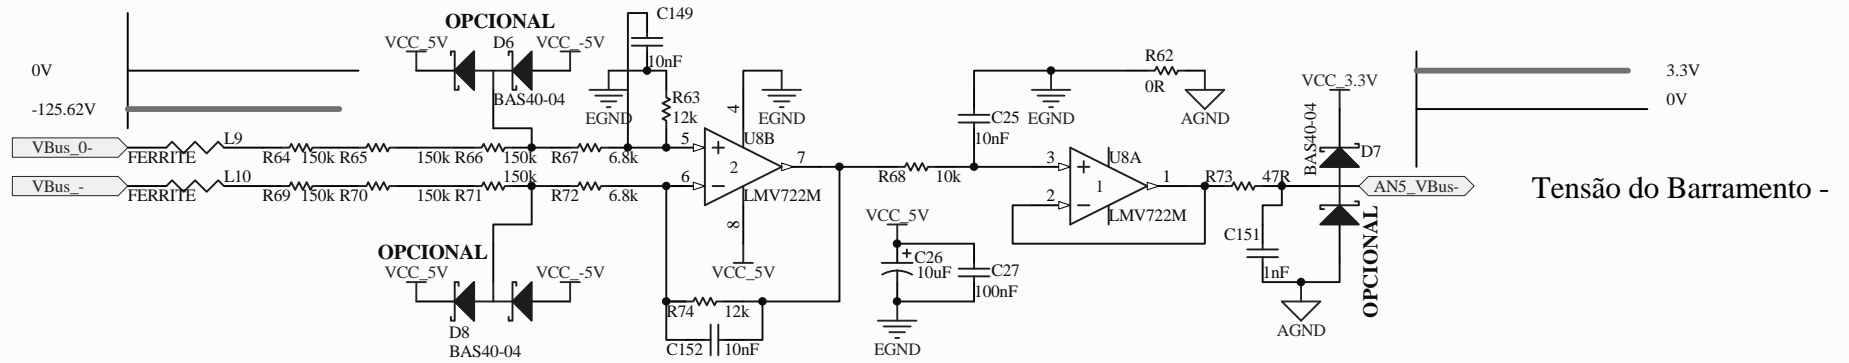 OPCIONAL
C149
VCC_5V
D6
VCC_-5V
10nF
BAS40-04
0V
-125.62V
EGND
R63
12k
4
EGND
C25
10nF
EGND
R62
0R
AGND
VCC_3.3V
3.3V
0V
BAS40-04
D7
VBus_0-
FERRITE
L9
R64
150k
R65
150k
R66
150k
R67
6.8k
5
U8B
2
7
LMV722M
VBus_-
FERRITE
L10
R69
150k
R70
150k
R71
150k
R72
6.8k
6
8
VCC_5V
R68
10k
3
U8A
1
1
2
LMV722M
R73
47R
AN5_VBus-
Tensão do Barramento -
OPCIONAL
VCC_5V
VCC_-5V
D8
BAS40-04
R74
12k
C152
10nF
VCC_5V
C26
+
10uF
C27
100nF
EGND
C151
1nF
AGND
OPCIONAL